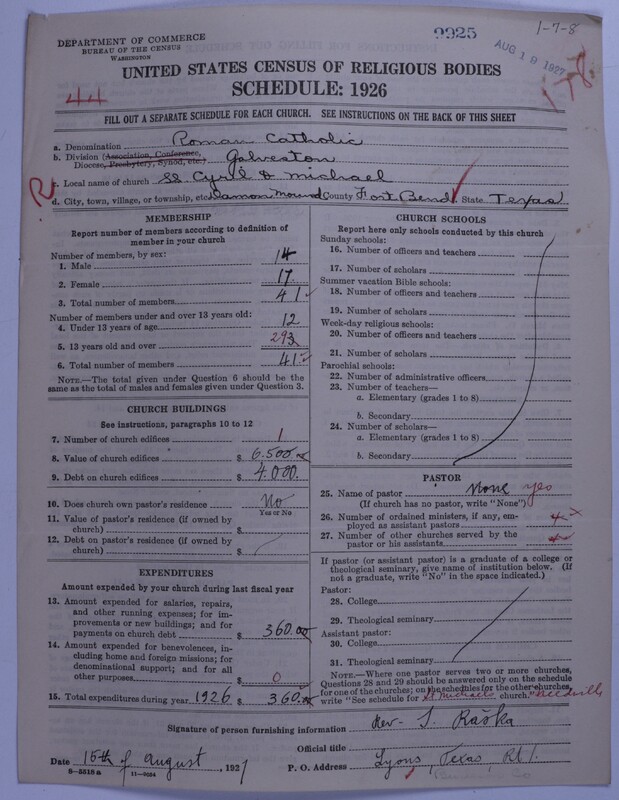 1-7-8
9925
AUG 19 1927
DEPARTMENT OF COMMERCE
BUREAU OF THE CENSUS
WASHINGTON
UNITED STATES CENSUS OF RELIGIOUS BODIES
44
SCHEDULE: 1926
FILL OUT A SEPARATE SCHEDULE FOR EACH CHURCH. SEE INSTRUCTIONS ON THE BACK OF THIS SHEET
a. Denomination Roman Catholic
b. Division (Association, Conference, Diocese, Presbytery, Synod, etc.) Galveston
c. Local name of church SS Cyril & Michael
d. City, town, village, or township, etc. Damon Mound County Fort Bend State Texas
MEMBERSHIP
Report number of members according to definition of
member in your church
Number of members, by sex:
1. Male 14
2. Female 17
3. Total number of members 41
Number of members under and over 13 years old:
4. Under 13 years of age 12
5. 13 years old and over 29
6. Total number of members 41
NOTE.—The total given under Question 6 should be
same as the total of males and females given under Question 3.
CHURCH BUILDINGS
See instructions, paragraphs 10 to 12
7. Number of church edifices 1
8. Value of church edifices $ 6.500
9. Debt on church edifices $ 4.000.
10. Does church own pastor's residence No
Yes or No
11. Value of pastor's residence (if owned by
church) $
12. Debt on pastor's residence (if owned by
church) $
EXPENDITURES
Amount expended by your church during last fiscal year
13. Amount expended for salaries, repairs,
and other running expenses; for im-
provements or new buildings; and for
payments on church debt $ 360.00
14. Amount expended for benevolences, in-
cluding home and foreign missions; for
denominational support; and for all
other purposes $ 0
15. Total expenditures during year 1926 $ 360.00
CHURCH SCHOOLS
Report here only schools conducted by this church
Sunday schools:
16. Number of officers and teachers
17. Number of scholars
Summer vacation Bible schools:
18. Number of officers and teachers
19. Number of scholars
Week-day religious schools:
20. Number of officers and teachers
21. Number of scholars
Parochial schools:
22. Number of administrative officers
23. Number of teachers—
a. Elementary (grades 1 to 8)
b. Secondary
24. Number of scholars—
a. Elementary (grades 1 to 8)
b. Secondary
PASTOR
25. Name of pastor None yes
(If church has no pastor, write "None")
26. Number of ordained ministers, if any, em-
ployed as assistant pastors
27. Number of other churches served by the
pastor or his assistants
If pastor (or assistant pastor) is a graduate of a college or
theological seminary, give name of institution below. (If
not a graduate, write "No" in the space indicated.)
Pastor:
28. College
29. Theological seminary
Assistant pastor:
30. College
31. Theological seminary
NOTE.—Where one pastor serves two or more churches,
Questions 28 and 29 should be answered only on the schedule
for one of the churches; on the schedules for the other churches,
write "See schedule for St Michaels church." Needville
Signature of person furnishing information Rev. I. Raska
Official title
Date 15th of August, 1927 P. O. Address Lyons, Texas, Rt 1.
8-5518a 11-9034